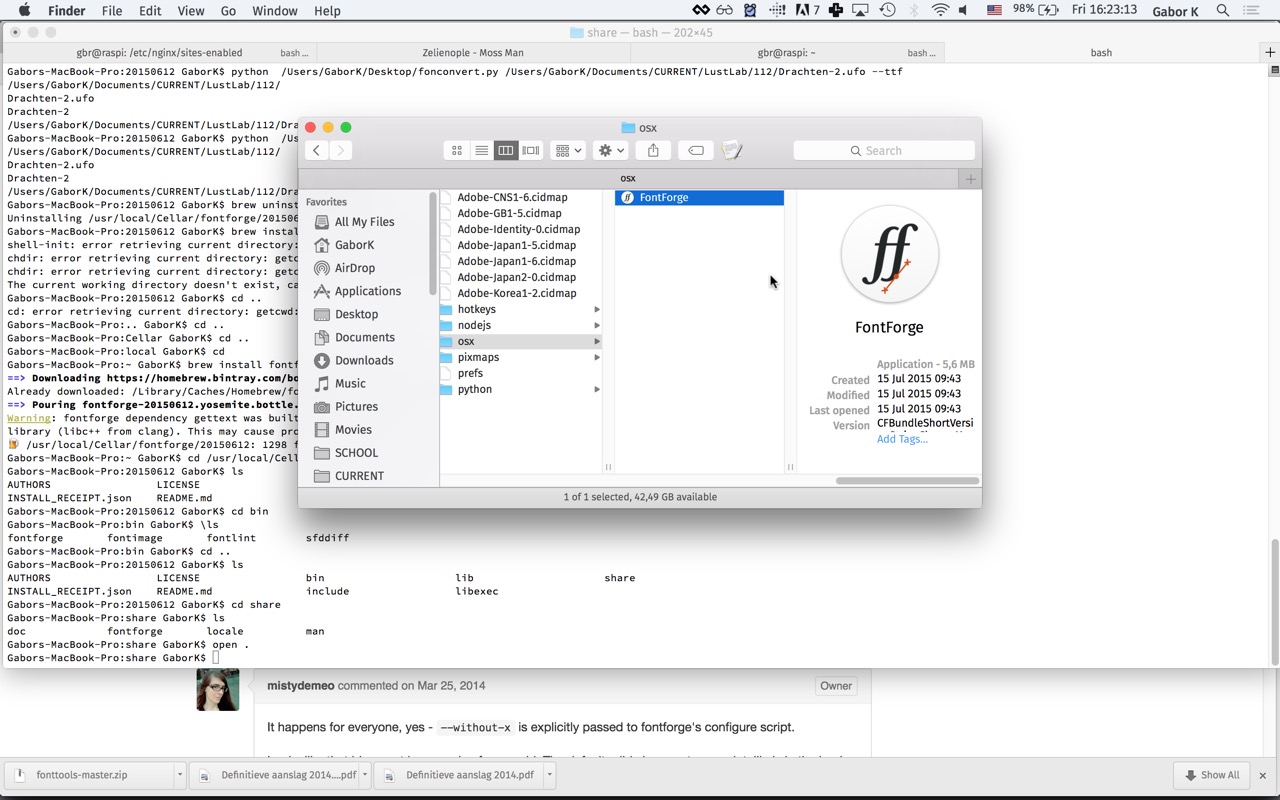 Finder File Edit View Go Window Help 7 98% Fri 16:23:13 Gabor K
share — bash — 202×45
gbr@raspi: /etc/nginx/sites-enabled bash ... Zelienople - Moss Man gbr@raspi: ~ bash ... bash
Gabors-MacBook-Pro:20150612 GaborK$ python /Users/GaborK/Desktop/fonconvert.py /Users/GaborK/Documents/CURRENT/LustLab/112/Drachten-2.ufo --ttf
/Users/GaborK/Documents/CURRENT/LustLab/112/
Drachten-2.ufo
Drachten-2
/Users/GaborK/Documents/CURRENT/LustLab/112/Dra
Gabors-MacBook-Pro:20150612 GaborK$ python /Us
/Users/GaborK/Documents/CURRENT/LustLab/112/
Drachten-2.ufo
Drachten-2
/Users/GaborK/Documents/CURRENT/LustLab/112/Dra
Gabors-MacBook-Pro:20150612 GaborK$ brew uninst
Uninstalling /usr/local/Cellar/fontforge/201506
Gabors-MacBook-Pro:20150612 GaborK$ brew instal
shell-init: error retrieving current directory:
chdir: error retrieving current directory: getc
chdir: error retrieving current directory: getc
The current working directory doesn't exist, ca
Gabors-MacBook-Pro:20150612 GaborK$ cd ..
cd: error retrieving current directory: getcwd:
Gabors-MacBook-Pro:.. GaborK$ cd ..
Gabors-MacBook-Pro:Cellar GaborK$ cd ..
Gabors-MacBook-Pro:local GaborK$ cd
Gabors-MacBook-Pro:~ GaborK$ brew install fontf
==> Downloading https://homebrew.bintray.com/bo
Already downloaded: /Library/Caches/Homebrew/fo
==> Pouring fontforge-20150612.yosemite.bottle.
Warning: fontforge dependency gettext was built
library (libc++ from clang). This may cause pro
/usr/local/Cellar/fontforge/20150612: 1298 f
Gabors-MacBook-Pro:~ GaborK$ cd /usr/local/Cell
Gabors-MacBook-Pro:20150612 GaborK$ ls
AUTHORS LICENSE
INSTALL_RECEIPT.json README.md
Gabors-MacBook-Pro:20150612 GaborK$ cd bin
Gabors-MacBook-Pro:bin GaborK$ \ls
fontforge fontimage fontlint sfddiff
Gabors-MacBook-Pro:bin GaborK$ cd ..
Gabors-MacBook-Pro:20150612 GaborK$ ls
AUTHORS LICENSE bin lib share
INSTALL_RECEIPT.json README.md include libexec
Gabors-MacBook-Pro:20150612 GaborK$ cd share
Gabors-MacBook-Pro:share GaborK$ ls
doc fontforge locale man
Gabors-MacBook-Pro:share GaborK$ open .
Gabors-MacBook-Pro:share GaborK$
osx
Search
osx
Favorites
All My Files
GaborK
AirDrop
Applications
Desktop
Documents
Downloads
Music
Pictures
Movies
SCHOOL
CURRENT
Adobe-CNS1-6.cidmap
Adobe-GB1-5.cidmap
Adobe-Identity-0.cidmap
Adobe-Japan1-5.cidmap
Adobe-Japan1-6.cidmap
Adobe-Japan2-0.cidmap
Adobe-Korea1-2.cidmap
hotkeys
nodejs
osx
pixmaps
prefs
python
FontForge
ff
FontForge
Application - 5,6 MB
Created 15 Jul 2015 09:43
Modified 15 Jul 2015 09:43
Last opened 15 Jul 2015 09:43
Version CFBundleShortVersi
Add Tags...
1 of 1 selected, 42,49 GB available
mistydemeo commented on Mar 25, 2014 Owner
It happens for everyone, yes - --without-x is explicitly passed to fontforge's configure script.
fonttools-master.zip Definitieve aanslag 2014....pdf Definitieve aanslag 2014.pdf Show All